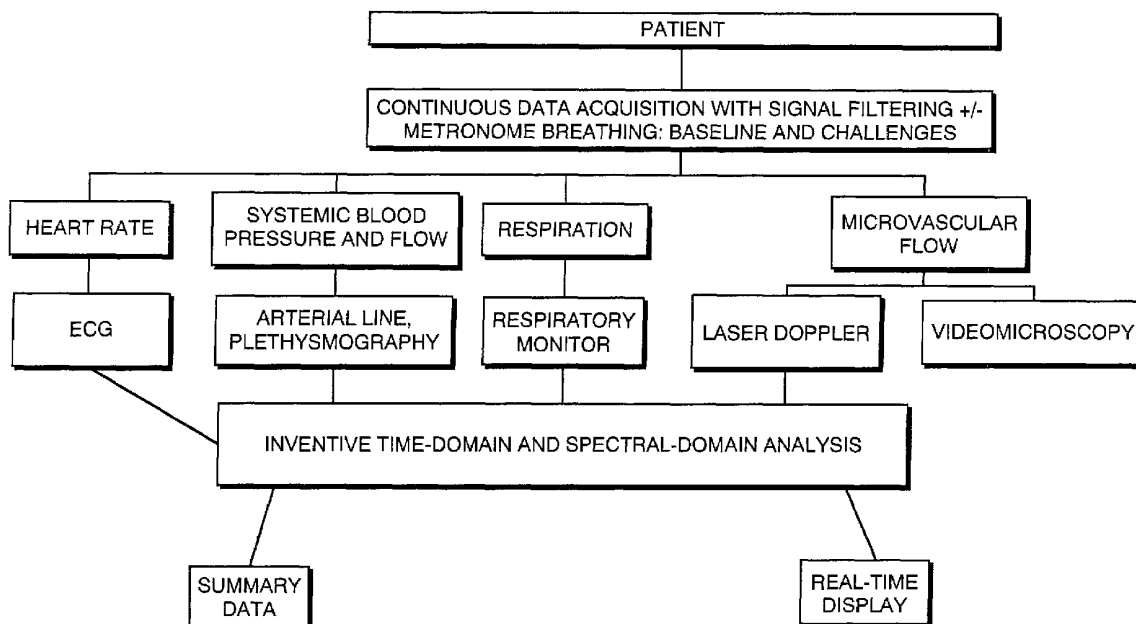 PATIENT
CONTINUOUS DATA ACQUISITION WITH SIGNAL FILTERING +/-
METRONOME BREATHING: BASELINE AND CHALLENGES
HEART RATE
SYSTEMIC BLOOD
PRESSURE AND FLOW
RESPIRATION
MICROVASCULAR
FLOW
ECG
ARTERIAL LINE,
PLETHYSMOGRAPHY
RESPIRATORY
MONITOR
LASER DOPPLER
VIDEOMICROSCOPY
INVENTIVE TIME-DOMAIN AND SPECTRAL-DOMAIN ANALYSIS
SUMMARY
DATA
REAL-TIME
DISPLAY